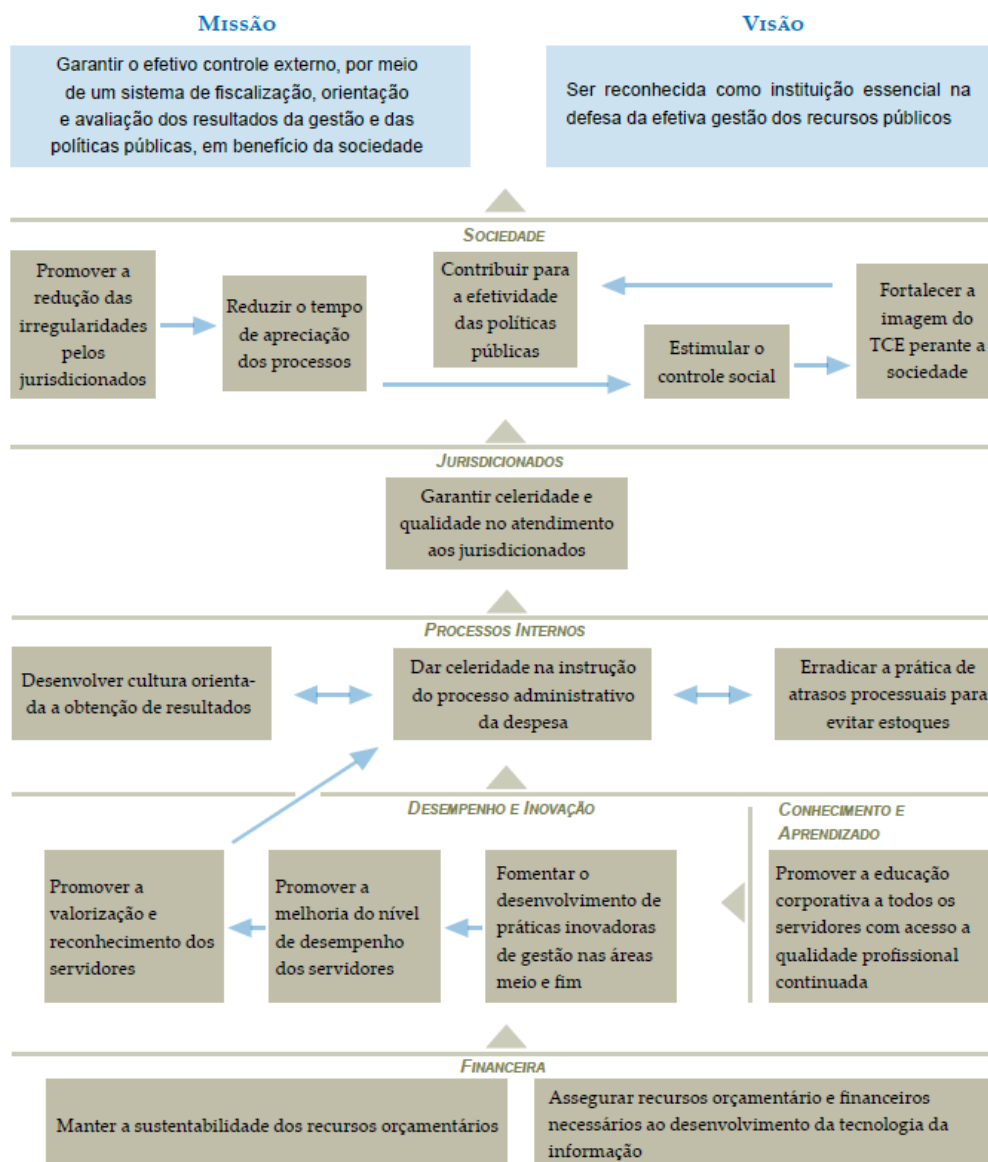 MISSÃO
Garantir o efetivo controle externo, por meio
de um sistema de fiscalização, orientação
e avaliação dos resultados da gestão e das
políticas públicas, em benefício da sociedade
VISÃO
Ser reconhecida como instituição essencial na
defesa da efetiva gestão dos recursos públicos
SOCIEDADE
Promover a
redução das
irregularidades
pelos
jurisdicionados
Reduzir o tempo
de apreciação
dos processos
Contribuir para
a efetividade
das políticas
públicas
Estimular o
controle social
Fortalecer a
imagem do
TCE perante a
sociedade
JURISDICIONADOS
Garantir celeridade e
qualidade no atendimento
aos jurisdicionados
PROCESSOS INTERNOS
Desenvolver cultura orienta-
da a obtenção de resultados
Dar celeridade na instrução
do processo administrativo
da despesa
Erradicar a prática de
atrasos processuais para
evitar estoques
DESEMPENHO E INOVAÇÃO
Promover a
valorização e
reconhecimento dos
servidores
Promover a
melhoria do nível
de desempenho
dos servidores
Fomentar o
desenvolvimento de
práticas inovadoras
de gestão nas áreas
meio e fim
CONHECIMENTO E
APRENDIZADO
Promover a educação
corporativa a todos os
servidores com acesso a
qualidade profissional
continuada
FINANCEIRA
Manter a sustentabilidade dos recursos orçamentários
Assegurar recursos orçamentário e financeiros
necessários ao desenvolvimento da tecnologia da
informação